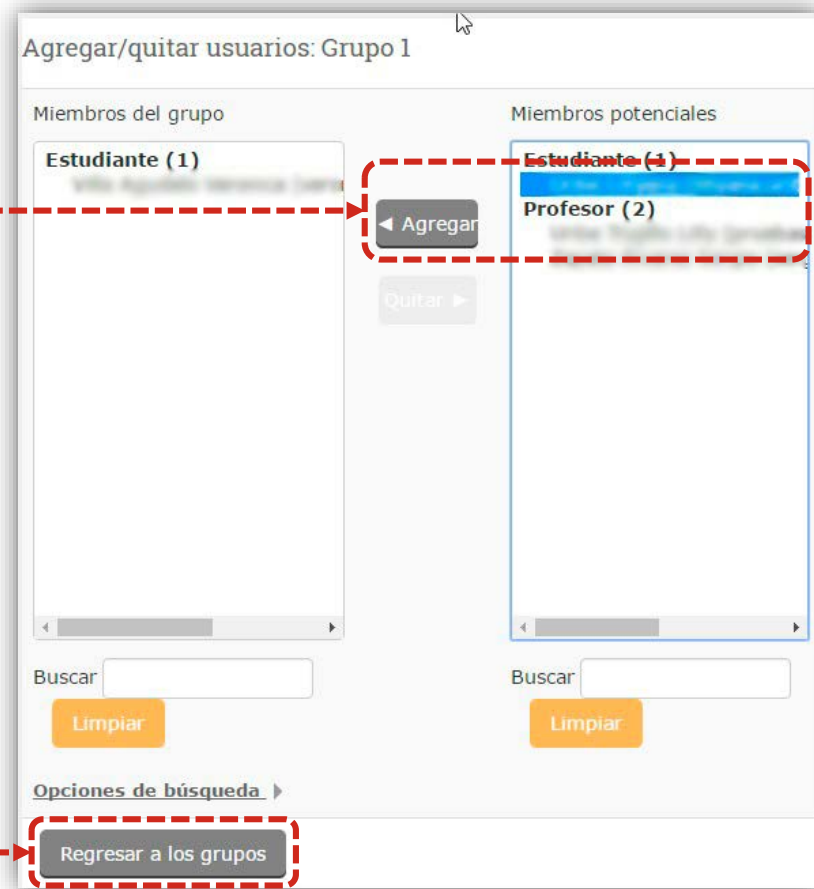 Agregar/quitar usuarios: Grupo 1
Miembros del grupo
Estudiante (1)
◄ Agregar
Quitar ►
Miembros potenciales
Estudiante (1)
Profesor (2)
Buscar
Limpiar
Buscar
Limpiar
Opciones de búsqueda
Regresar a los grupos